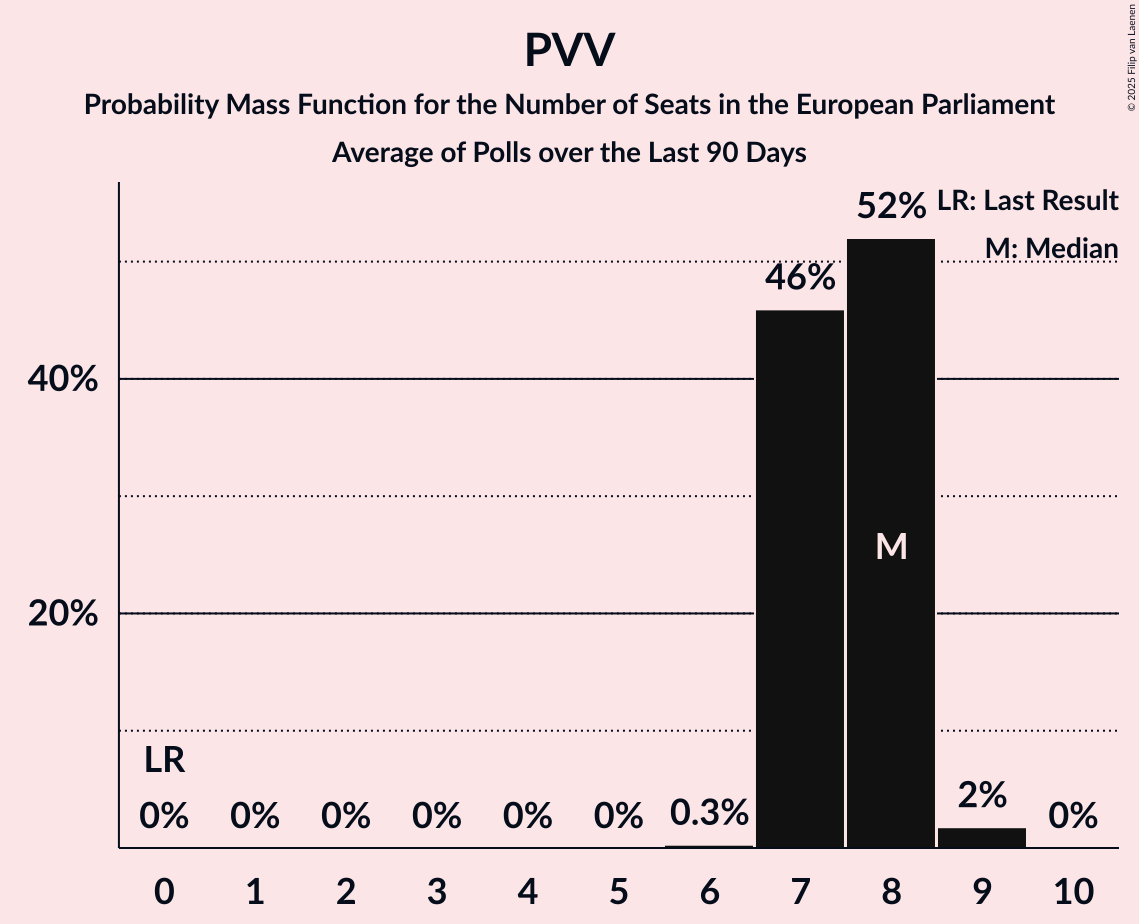 PVV
Probability Mass Function for the Number of Seats in the European Parliament
Average of Polls over the Last 90 Days
© 2025 Filip van Laenen
LR: Last Result
M: Median
52%
46%
40%
M
20%
LR
0% 0% 0% 0% 0% 0% 0.3% 2% 0%
0 1 2 3 4 5 6 7 8 9 10